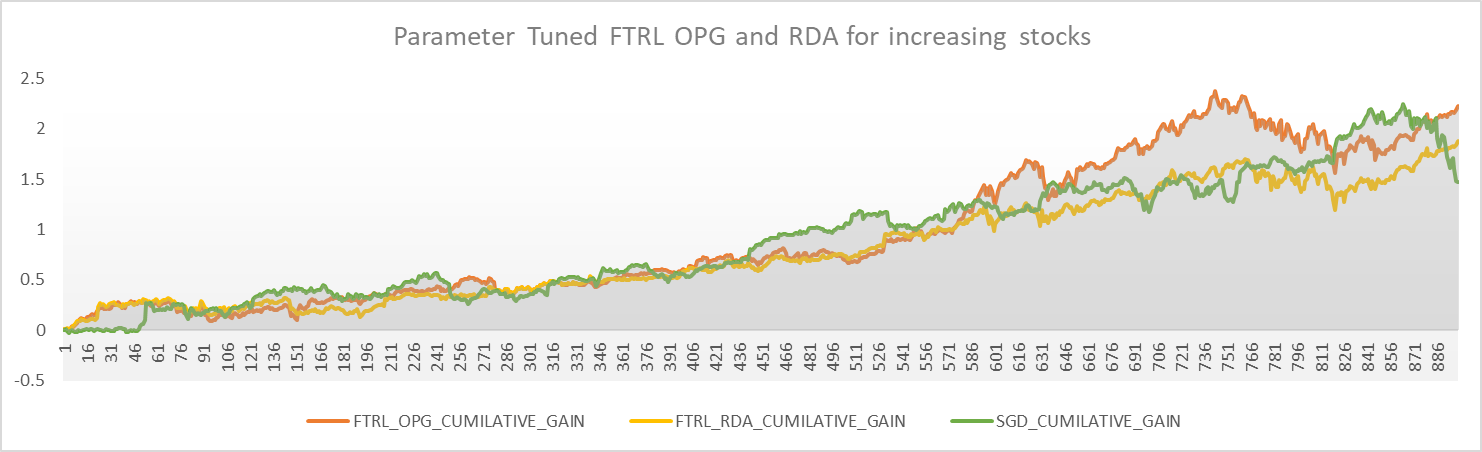 Parameter Tuned FTRL OPG and RDA for increasing stocks
2.5
2
1.5
1
0.5
0
-0.5
1 16 31 46 61 76 91 106 121 136 151 166 181 196 211 226 241 256 271 286 301 316 331 346 361 376 391 406 421 436 451 466 481 496 511 526 541 556 571 586 601 616 631 646 661 676 691 706 721 736 751 766 781 796 811 826 841 856 871 886
FTRL_OPG_CUMILATIVE_GAIN FTRL_RDA_CUMILATIVE_GAIN SGD_CUMILATIVE_GAIN